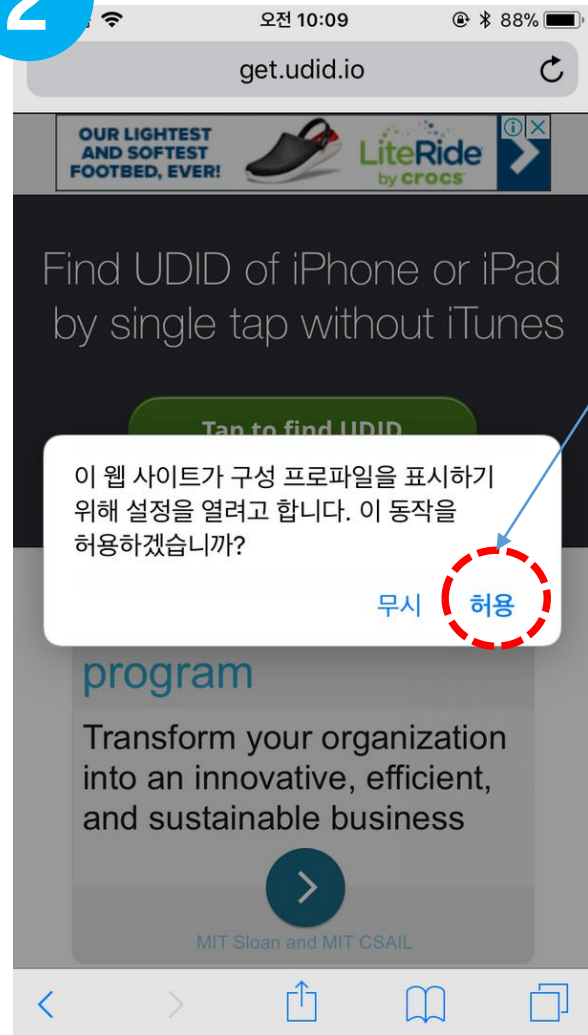 2
오전 10:09
88%
get.udid.io
OUR LIGHTEST
AND SOFTEST
FOOTBED, EVER!
LiteRide
by crocs
Find UDID of iPhone or iPad
by single tap without iTunes
Tap to find UDID
이 웹 사이트가 구성 프로파일을 표시하기
위해 설정을 열려고 합니다. 이 동작을
허용하겠습니까?
무시
허용
program
Transform your organization
into an innovative, efficient,
and sustainable business
MIT Sloan and MIT CSAIL